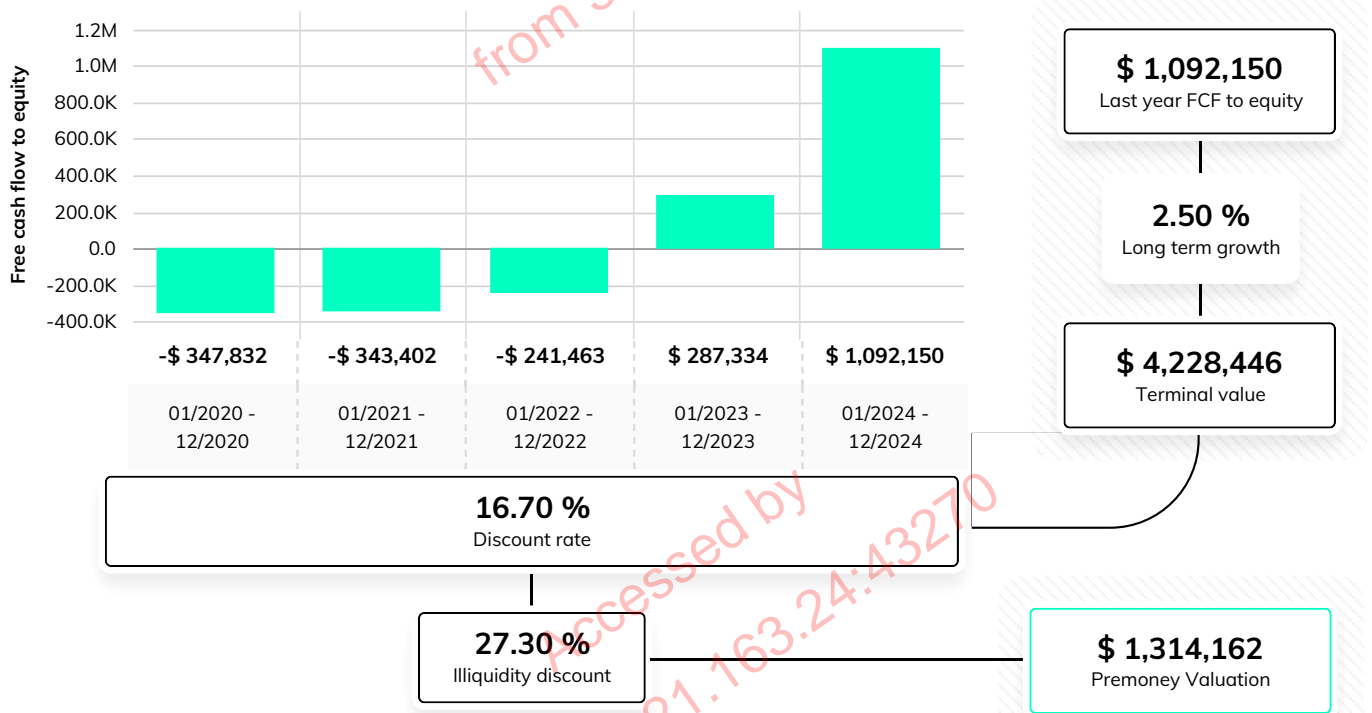 Free cash flow to equity
1.2M
1.0M
800.0K
600.0K
400.0K
200.0K
0.0
-200.0K
-400.0K
-$ 347,832
-$ 343,402
-$ 241,463
$ 287,334
$ 1,092,150
01/2020 -
12/2020
01/2021 -
12/2021
01/2022 -
12/2022
01/2023 -
12/2023
01/2024 -
12/2024
16.70 %
Discount rate
27.30 %
Illiquidity discount
$ 1,092,150
Last year FCF to equity
2.50 %
Long term growth
$ 4,228,446
Terminal value
$ 1,314,162
Premoney Valuation
from
Accessed by
21.163.24:43270